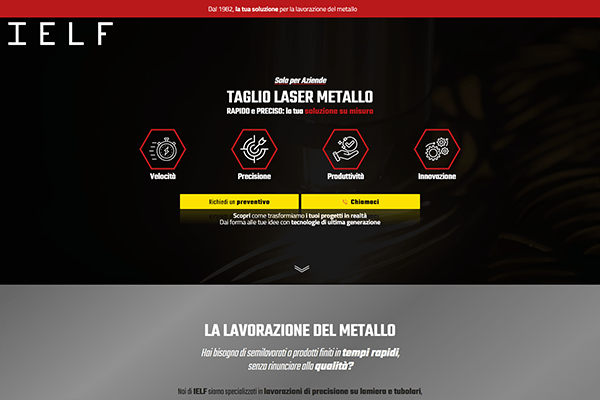 Dal 1982, la tua soluzione per la lavorazione del metallo
IELF
Solo per Aziende
TAGLIO LASER METALLO
RAPIDO e PRECISO: la tua soluzione su misura
Velocità Precisione Produttività Innovazione
Richiedi un preventivo Chiamaci
Scopri come trasformiamo i tuoi progetti in realtà
Dai forma alle tue idee con tecnologie di ultima generazione
LA LAVORAZIONE DEL METALLO
Hai bisogno di semilavorati o prodotti finiti in tempi rapidi,
senza rinunciare alla qualità?
Noi di IELF siamo specializzati in lavorazioni di precisione su lamiera e tubolari,